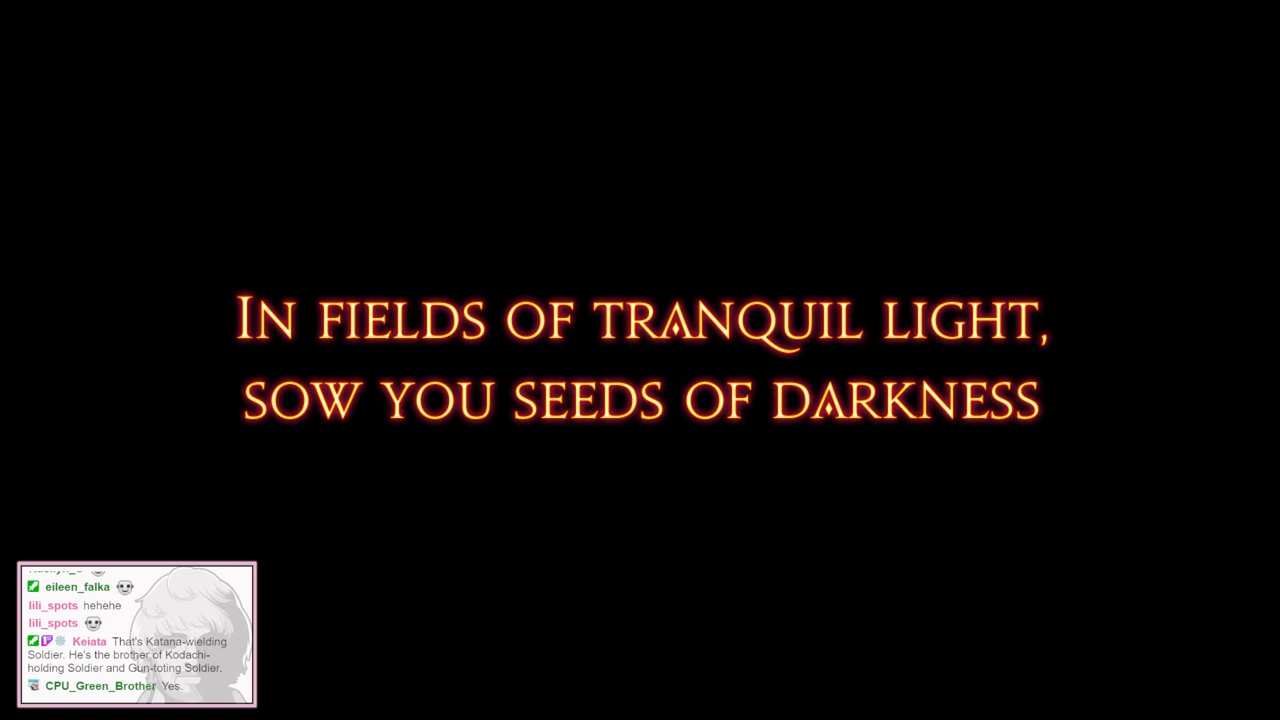 In fields of tranquil light,
sow you seeds of darkness
eileen_falka
lili_spots hehehe
lili_spots
Keiata That's Katana-wielding
Soldier. He's the brother of Kodachi-
holding Soldier and Gun-toting Soldier.
CPU_Green_Brother Yes.